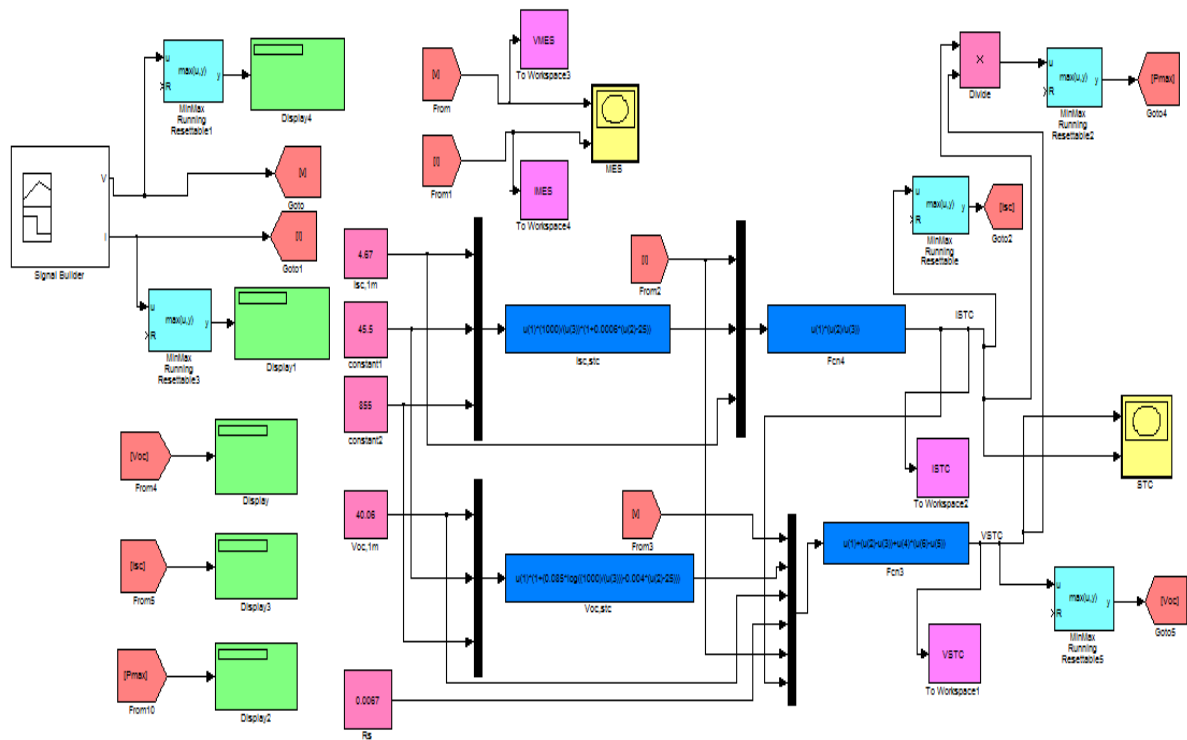 u
R
max(u,y)
y
MinMax
Running
Resettable1
Display4
V
I
Signal Builder
[V]
Goto
[I]
Goto1
u
R
max(u,y)
y
MinMax
Running
Resettable3
Display1
[V]
From
[I]
From1
VMES
To Workspace3
IMES
To Workspace4
MES
×
Divide
u
R
max(u,y)
y
MinMax
Running
Resettable2
[Pmax]
Goto4
u
R
max(u,y)
y
MinMax
Running
Resettable
[Isc]
Goto2
4.67
Isc,1m
45.5
constant1
855
constant2
[I]
From2
u(1)*(1000)/(u(3))*(1+0.0006*(u(2)-25))
Isc,stc
u(1)*(u(2)/u(3))
Fcn4
ISTC
ISTC
To Workspace2
STC
[Voc]
From4
Display
[Isc]
From5
Display3
[Pmax]
From10
Display2
40.06
Voc,1m
[V]
From3
u(1)*(1+(0.085*log((1000)/(u(3)))-0.004*(u(2)-25)))
Voc,stc
u(1)+(u(2)-u(3))+u(4)*(u(6)-u(5))
Fcn3
VSTC
VSTC
To Workspace1
u
R
max(u,y)
y
MinMax
Running
Resettable5
[Voc]
Goto5
0.0067
Rs